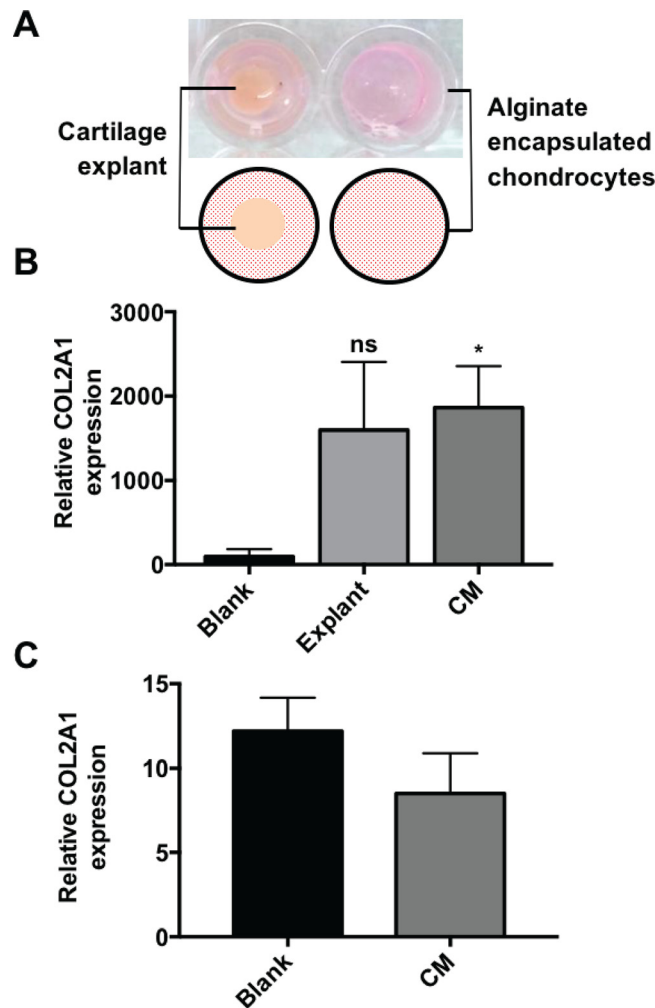 A
Cartilage
explant
Alginate
encapsulated
chondrocytes
B
Relative COL2A1
expression
3000
2000
1000
0
ns
*
Blank
Explant
CM
C
Relative COL2A1
expression
15
10
5
0
Blank
CM